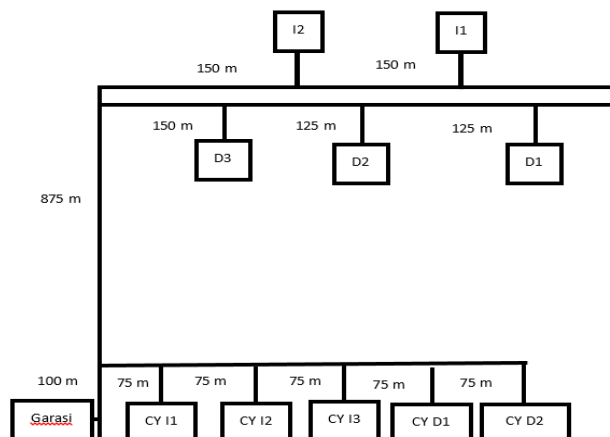 I2
I1
150 m
150 m
150 m
125 m
125 m
D3
D2
D1
875 m
100 m
75 m
75 m
75 m
75 m
75 m
Garasi
CY I1
CY I2
CY I3
CY D1
CY D2